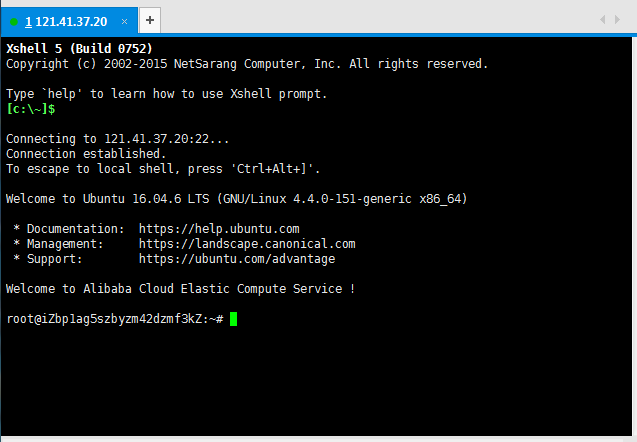 1 121.41.37.20 × +
Xshell 5 (Build 0752)
Copyright (c) 2002-2015 NetSarang Computer, Inc. All rights reserved.
Type `help' to learn how to use Xshell prompt.
[c:\~]$
Connecting to 121.41.37.20:22...
Connection established.
To escape to local shell, press 'Ctrl+Alt+]'.
Welcome to Ubuntu 16.04.6 LTS (GNU/Linux 4.4.0-151-generic x86_64)
* Documentation:  https://help.ubuntu.com
* Management:     https://landscape.canonical.com
* Support:        https://ubuntu.com/advantage
Welcome to Alibaba Cloud Elastic Compute Service !
root@iZbp1ag5szbyzm42dzmf3kZ:~#